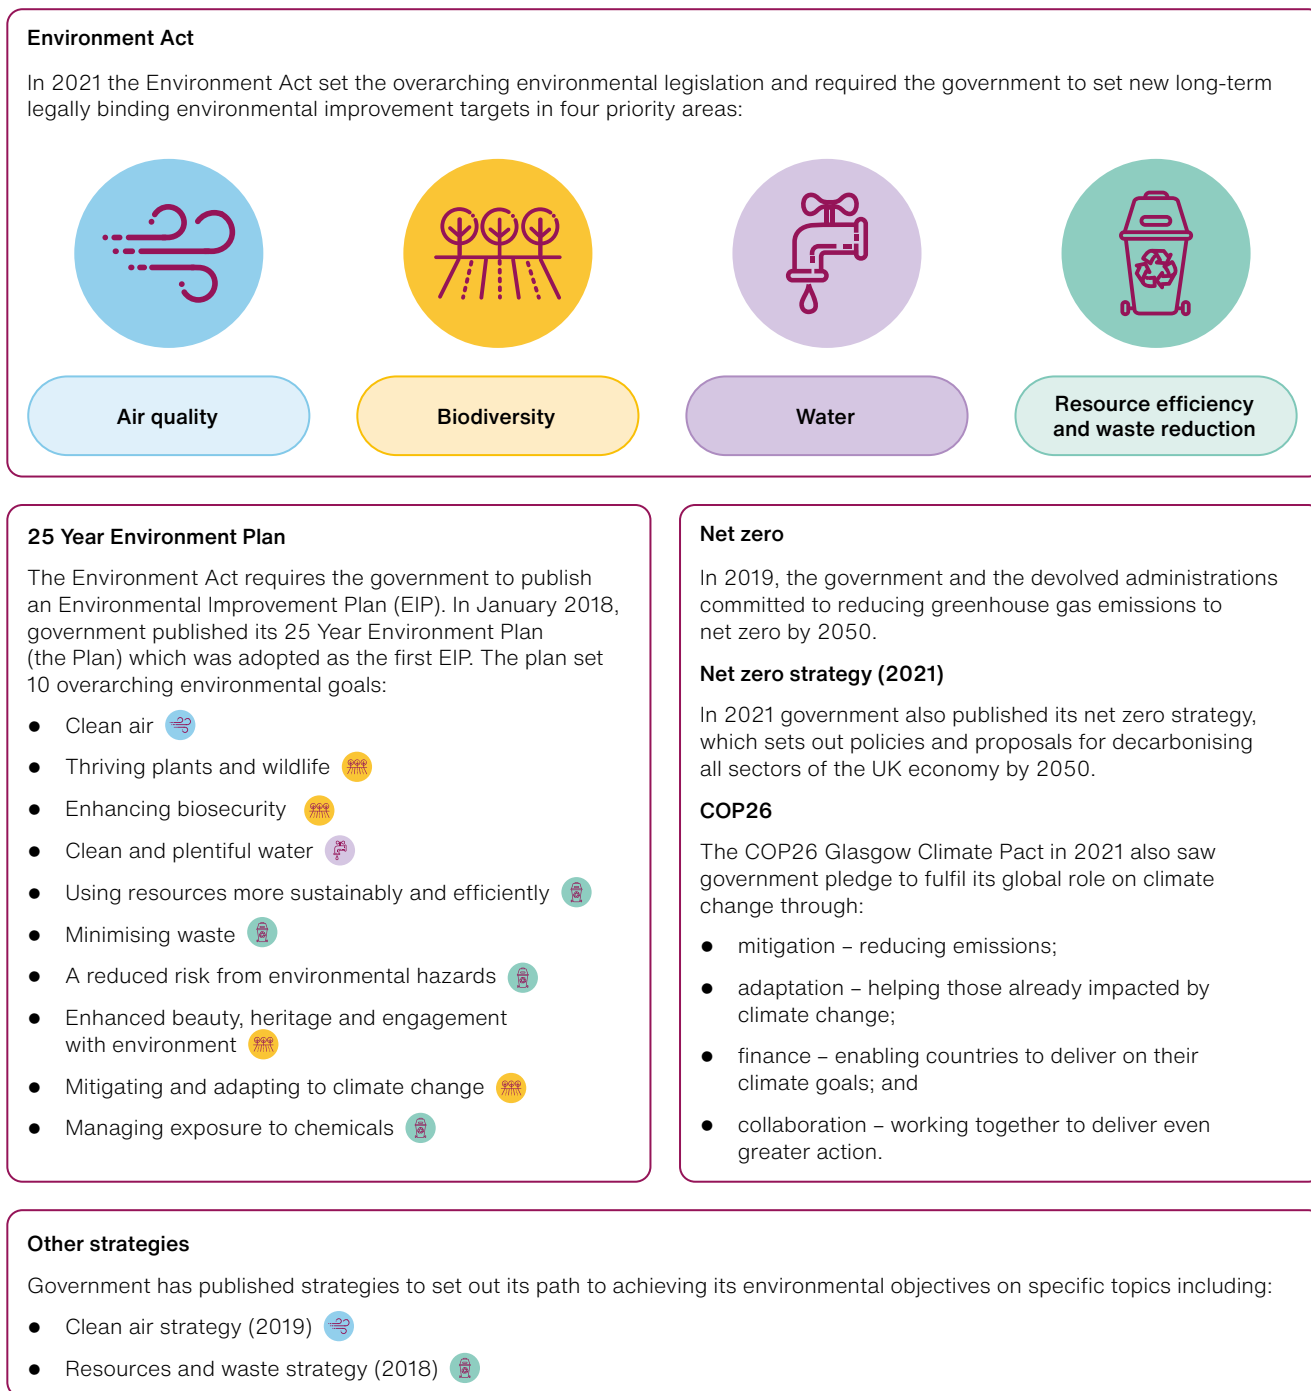 Environment Act
In 2021 the Environment Act set the overarching environmental legislation and required the government to set new long-term
legally binding environmental improvement targets in four priority areas:
Air quality
Biodiversity
Water
Resource efficiency
and waste reduction
25 Year Environment Plan
The Environment Act requires the government to publish
an Environmental Improvement Plan (EIP). In January 2018,
government published its 25 Year Environment Plan
(the Plan) which was adopted as the first EIP. The plan set
10 overarching environmental goals:
● Clean air
● Thriving plants and wildlife
● Enhancing biosecurity
● Clean and plentiful water
● Using resources more sustainably and efficiently
● Minimising waste
● A reduced risk from environmental hazards
● Enhanced beauty, heritage and engagement
with environment
● Mitigating and adapting to climate change
● Managing exposure to chemicals
Net zero
In 2019, the government and the devolved administrations
committed to reducing greenhouse gas emissions to
net zero by 2050.
Net zero strategy (2021)
In 2021 government also published its net zero strategy,
which sets out policies and proposals for decarbonising
all sectors of the UK economy by 2050.
COP26
The COP26 Glasgow Climate Pact in 2021 also saw
government pledge to fulfil its global role on climate
change through:
● mitigation – reducing emissions;
● adaptation – helping those already impacted by
climate change;
● finance – enabling countries to deliver on their
climate goals; and
● collaboration – working together to deliver even
greater action.
Other strategies
Government has published strategies to set out its path to achieving its environmental objectives on specific topics including:
● Clean air strategy (2019)
● Resources and waste strategy (2018)